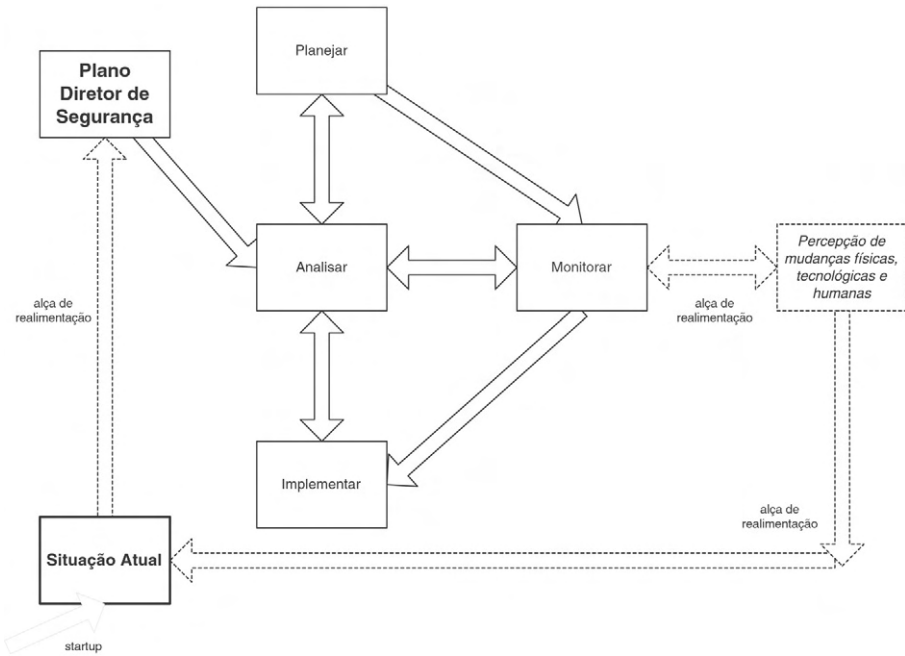 Planejar
Plano
Diretor de
Segurança
Analisar
Monitorar
Percepção de
mudanças físicas,
tecnológicas e
humanas
alça de
realimentação
alça de
realimentação
Implementar
alça de
realimentação
Situação Atual
startup